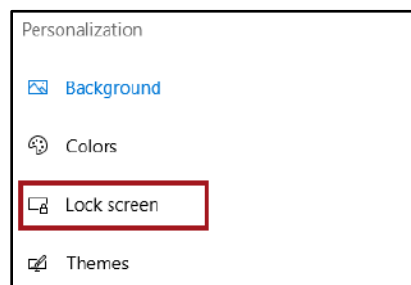 Personalization
Background
Colors
Lock screen
Themes